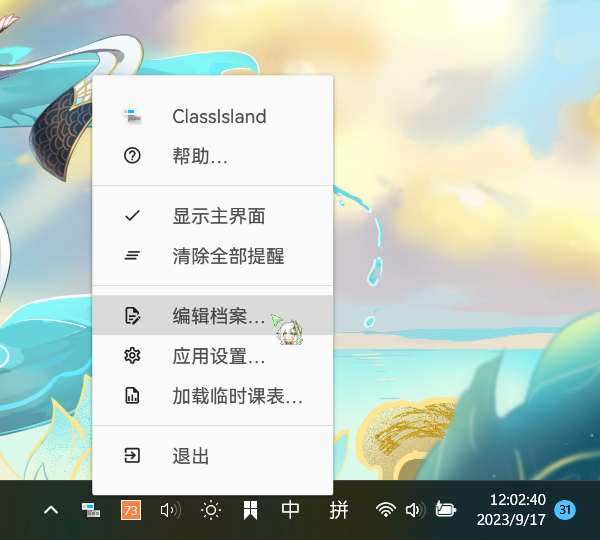 ClassIsland
帮助…
显示主界面
清除全部提醒
编辑档案…
应用设置…
加载临时课表…
退出
73
中
拼
12:02:40
2023/9/17
31